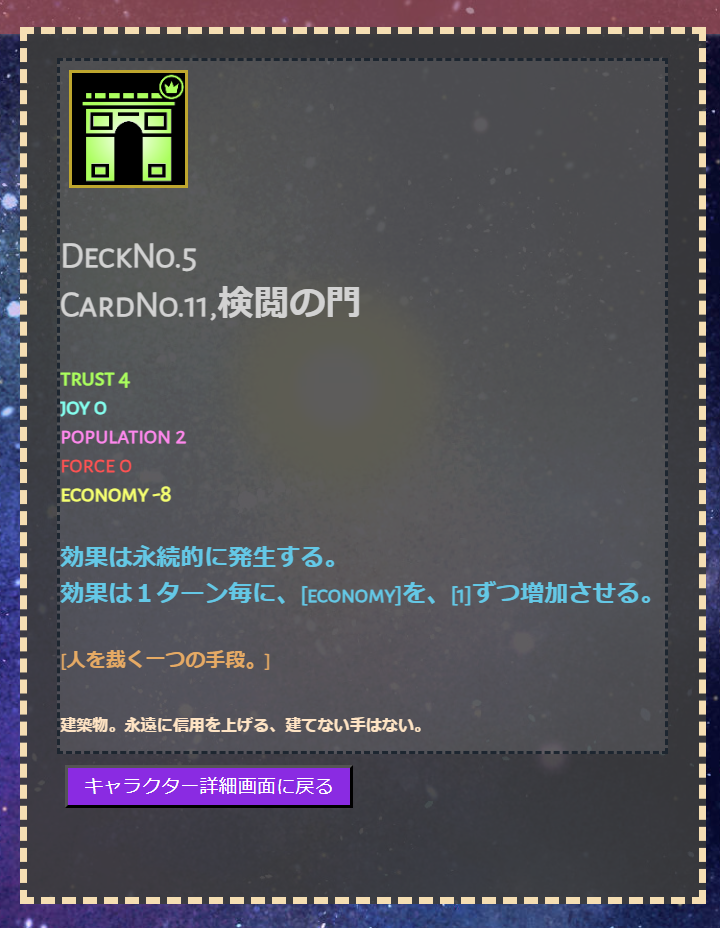 DeckNo.5
CardNo.11,検閲の門
TRUST 4
JOY 0
POPULATION 2
FORCE 0
ECONOMY -8
効果は永続的に発生する。
効果は１ターン毎に、[ECONOMY]を、[1]ずつ増加させる。
[人を裁く一つの手段。]
建築物。永遠に信用を上げる、建てない手はない。
キャラクター詳細画面に戻る